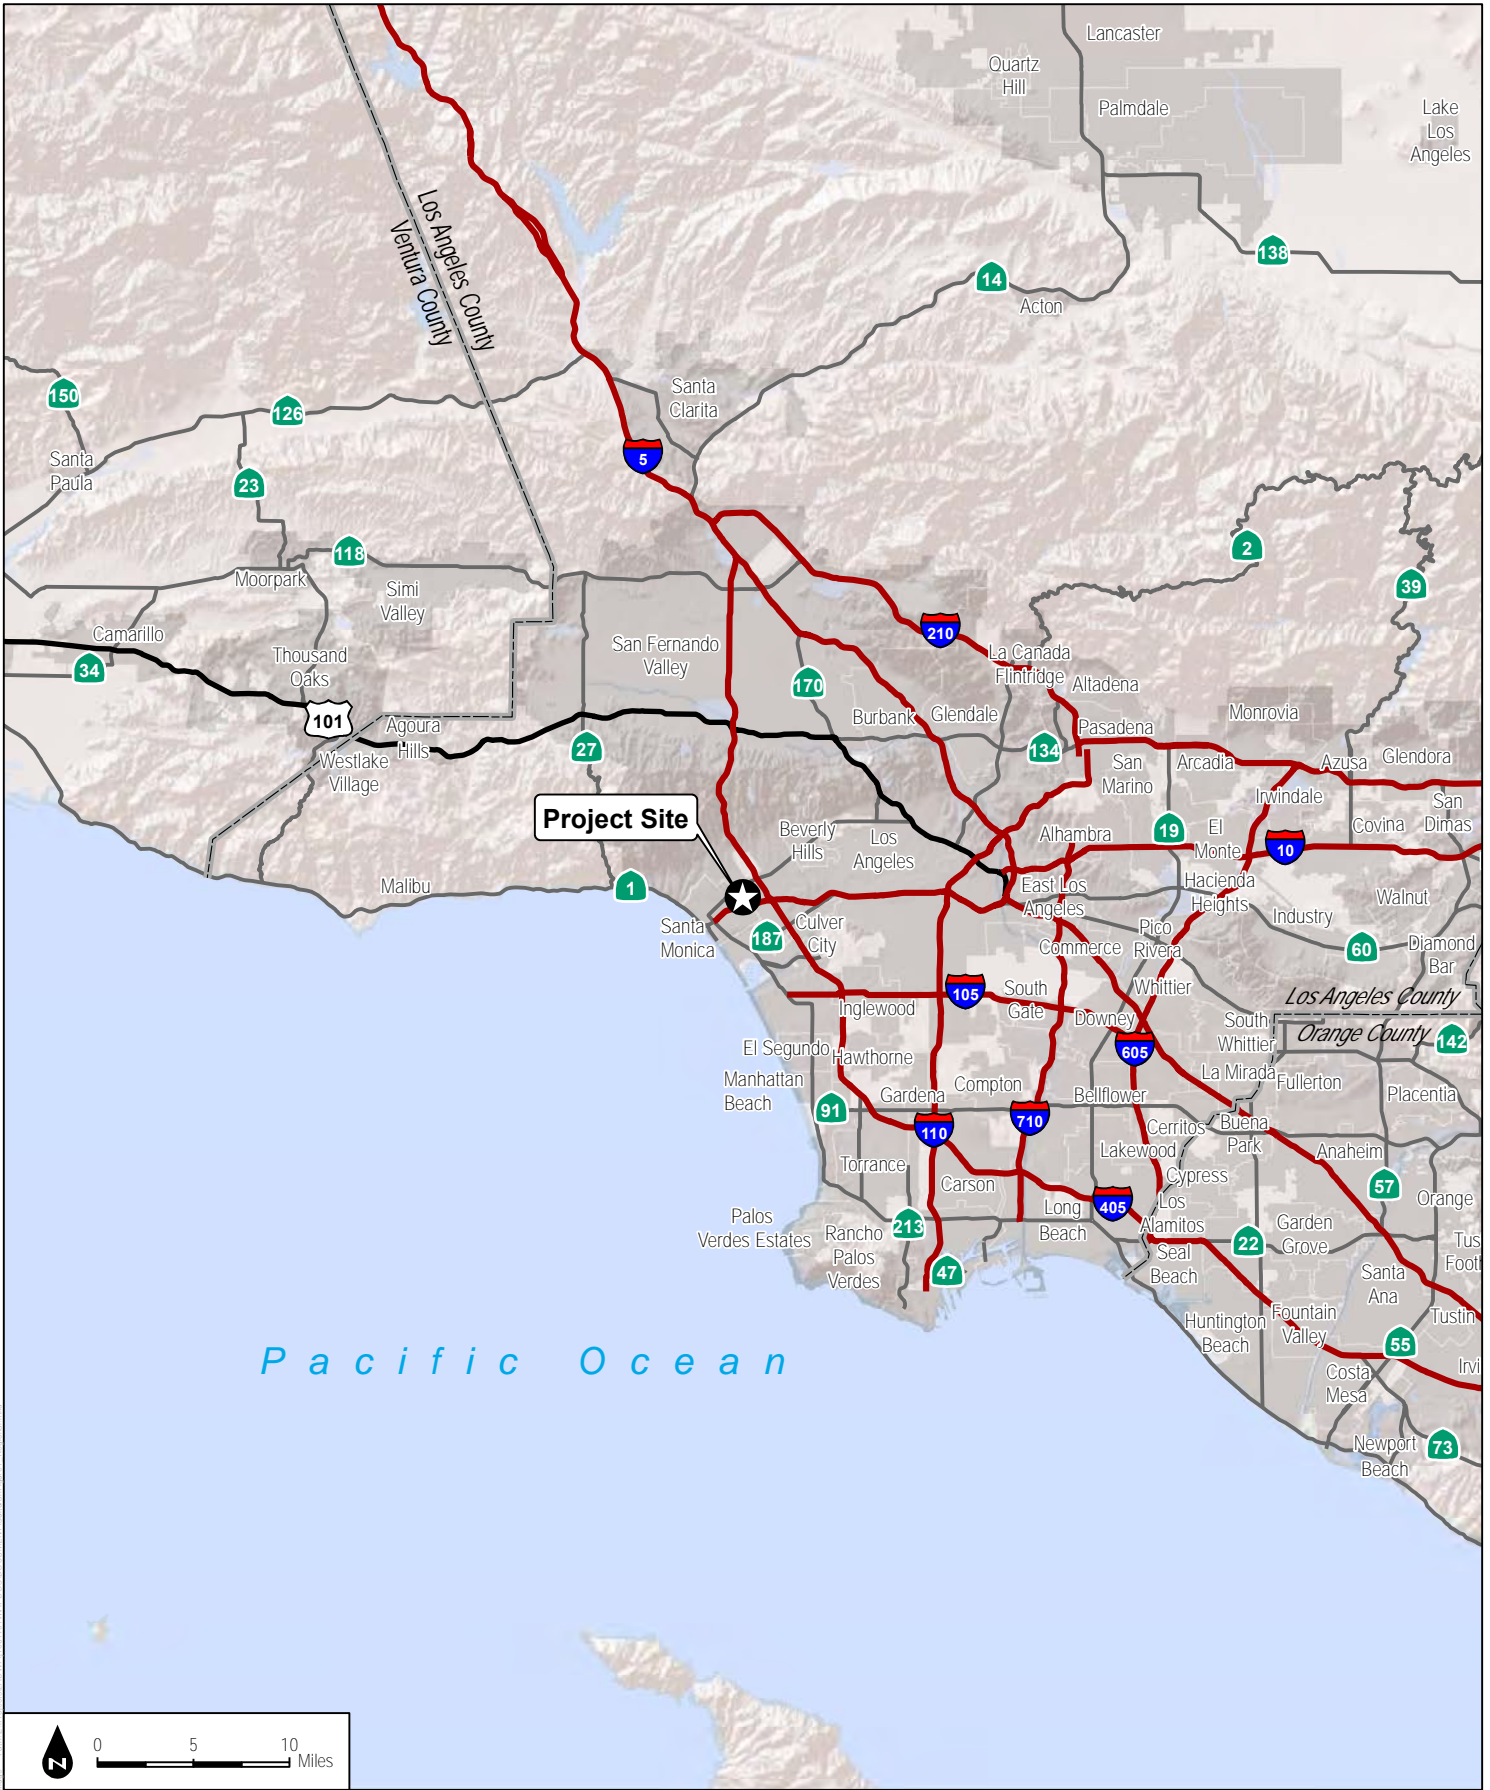 Lancaster
Quartz
Hill
Palmdale
Lake
Los
Angeles
Los Angeles County
Ventura County
138
14
Acton
150
126
Santa
Clarita
5
Santa
Paula
23
118
2
39
Moorpark
Simi
Valley
210
Camarillo
34
Thousand
Oaks
San Fernando
Valley
La Canada
Flintridge
170
Altadena
101
Agoura
Hills
Burbank
Glendale
Monrovia
Pasadena
27
134
Westlake
Village
San
Marino
Arcadia
Azusa
Glendora
Irwindale
San
Dimas
Project Site
Beverly
Hills
Los
Angeles
Alhambra
19
El
Monte
10
Covina
Malibu
1
East Los
Angeles
Hacienda
Heights
Walnut
Santa
Monica
187
Culver
City
Industry
Pico
Rivera
Commerce
60
Diamond
Bar
105
South
Gate
Whittier
Los Angeles County
Inglewood
Downey
South
Whittier
Orange County
142
El Segundo
Hawthorne
605
La Mirada
Fullerton
Manhattan
Beach
Compton
Gardena
Bellflower
Placentia
91
110
710
Cerritos
Buena
Park
Lakewood
Anaheim
Torrance
Carson
Cypress
57
Orange
405
Los
Alamitos
Long
Beach
Palos
Verdes Estates
Rancho
Palos
Verdes
213
22
Garden
Grove
Tus
Foot
47
Seal
Beach
Santa
Ana
Huntington
Beach
Fountain
Valley
Tustin
55
Irvi
Costa
Mesa
Pacific Ocean
Newport
Beach
73
N
0 5 10
Miles